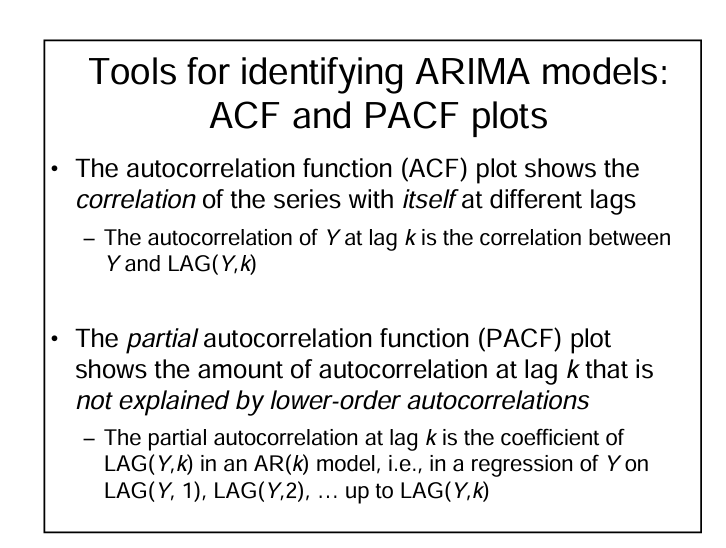 Tools for identifying ARIMA models:
ACF and PACF plots
• The autocorrelation function (ACF) plot shows the
correlation of the series with itself at different lags
– The autocorrelation of Y at lag k is the correlation between
Y and LAG(Y,k)
• The partial autocorrelation function (PACF) plot
shows the amount of autocorrelation at lag k that is
not explained by lower-order autocorrelations
– The partial autocorrelation at lag k is the coefficient of
LAG(Y,k) in an AR(k) model, i.e., in a regression of Y on
LAG(Y, 1), LAG(Y,2), … up to LAG(Y,k)